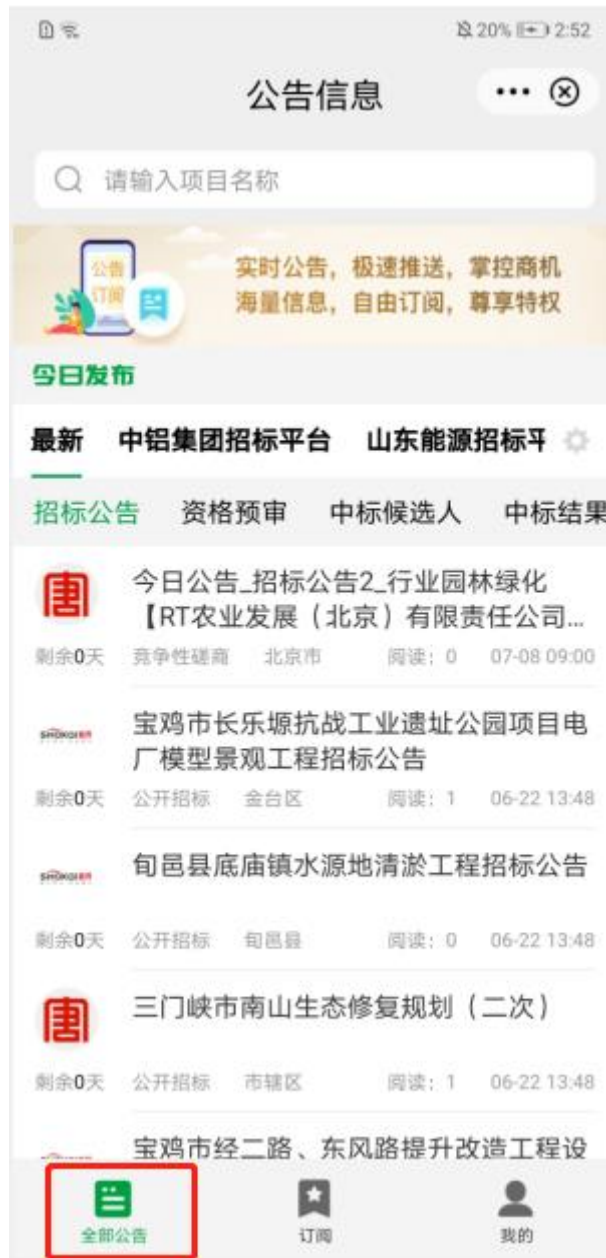 20% 2:52
公告信息
请输入项目名称
公告
订阅
实时公告，极速推送，掌控商机
海量信息，自由订阅，尊享特权
今日发布
最新 中铝集团招标平台 山东能源招标平
招标公告 资格预审 中标候选人 中标结果
今日公告_招标公告2_行业园林绿化
【RT农业发展（北京）有限责任公司...
剩余0天 竞争性磋商 北京市 阅读：0 07-08 09:00
宝鸡市长乐塬抗战工业遗址公园项目电
厂模型景观工程招标公告
剩余0天 公开招标 金台区 阅读：1 06-22 13:48
旬邑县底庙镇水源地清淤工程招标公告
剩余0天 公开招标 旬邑县 阅读：0 06-22 13:48
三门峡市南山生态修复规划（二次）
剩余0天 公开招标 市辖区 阅读：1 06-22 13:48
宝鸡市经二路、东风路提升改造工程设
全部公告 订阅 我的